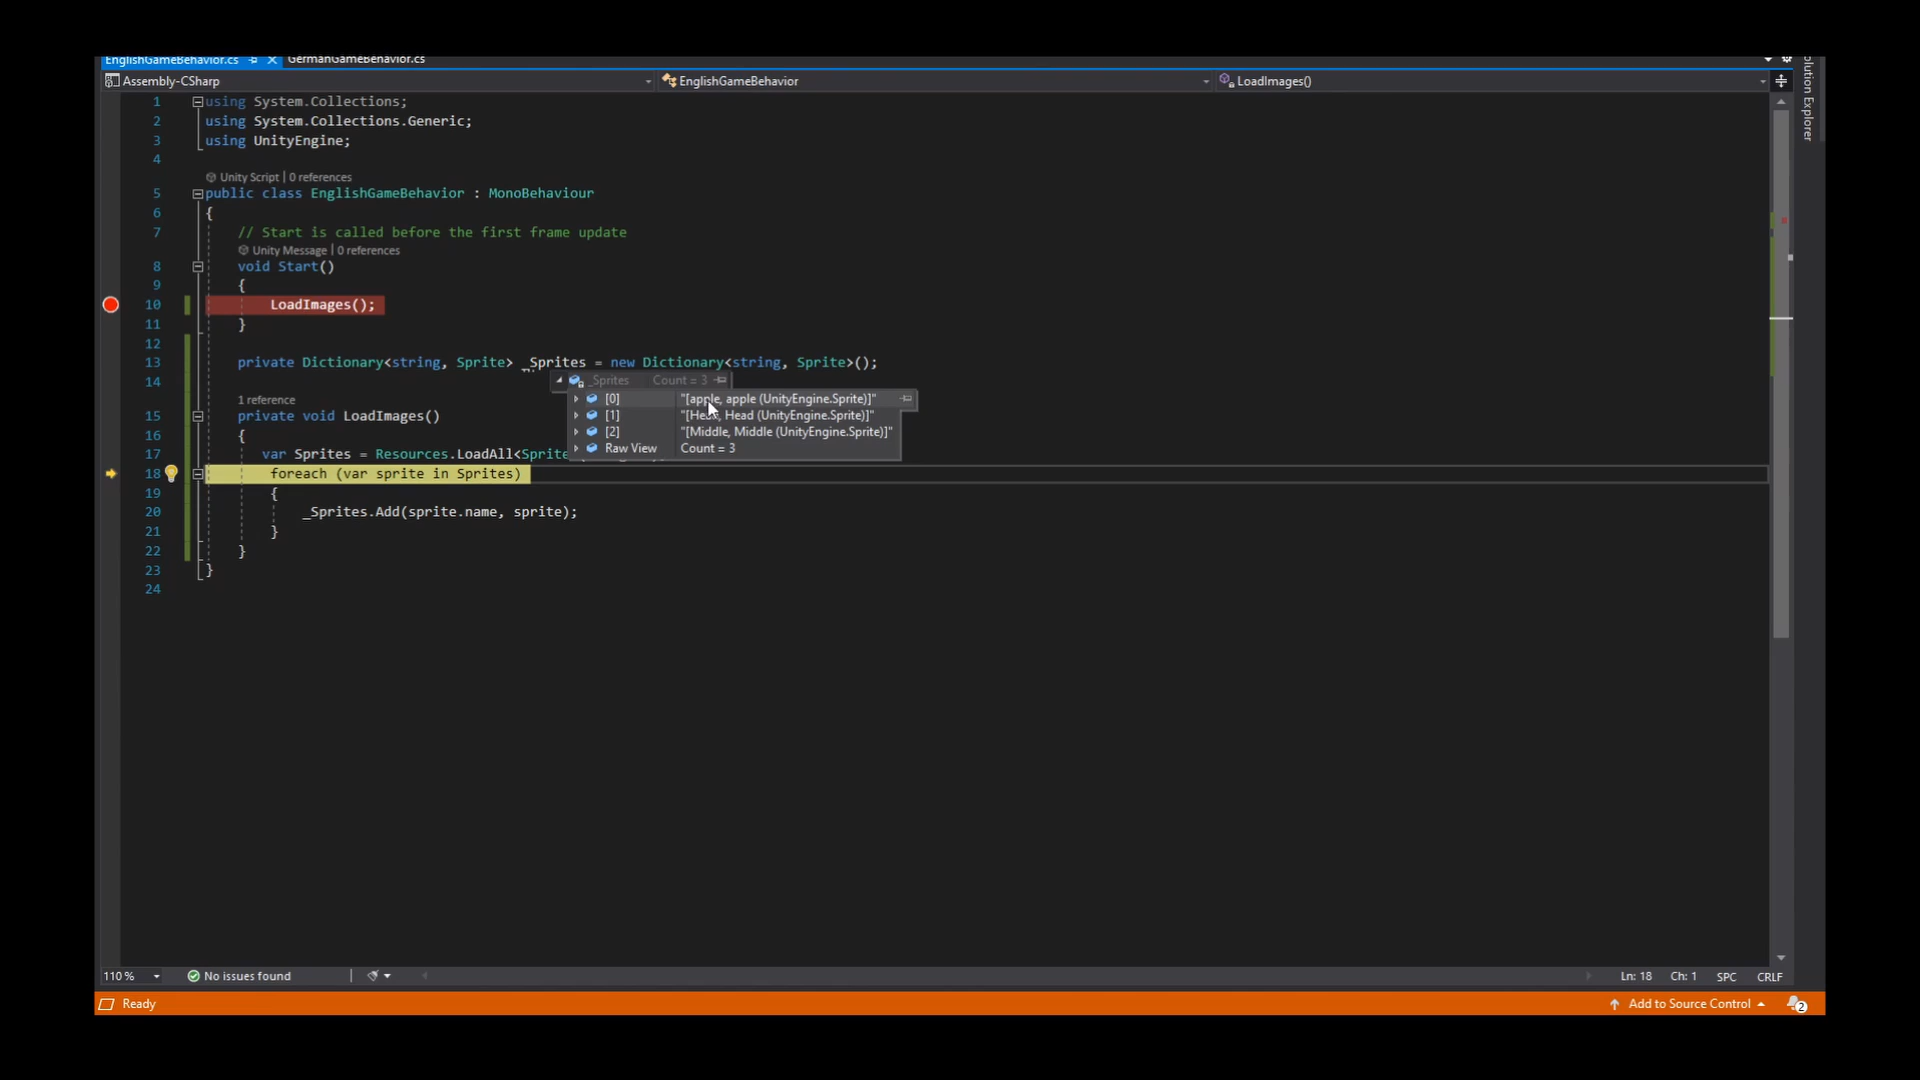 EnglishGameBehavior.cs GermanGameBehavior.cs
Assembly-CSharp EnglishGameBehavior LoadImages()
Solution Explorer
1 using System.Collections;
2 using System.Collections.Generic;
3 using UnityEngine;
4
Unity Script | 0 references
5 public class EnglishGameBehavior : MonoBehaviour
6 {
7 // Start is called before the first frame update
Unity Message | 0 references
8 void Start()
9 {
10 LoadImages();
11 }
12
13 private Dictionary<string, Sprite> _Sprites = new Dictionary<string, Sprite>();
_Sprites Count = 3
14
[0] "[apple, apple (UnityEngine.Sprite)]"
1 reference
15 private void LoadImages()
[1] "[Head, Head (UnityEngine.Sprite)]"
16 {
[2] "[Middle, Middle (UnityEngine.Sprite)]"
Raw View Count = 3
17 var Sprites = Resources.LoadAll<Sprite
18 foreach (var sprite in Sprites)
19 {
20 _Sprites.Add(sprite.name, sprite);
21 }
22 }
23 }
24
110 % No issues found Ln: 18 Ch: 1 SPC CRLF
Ready Add to Source Control 2